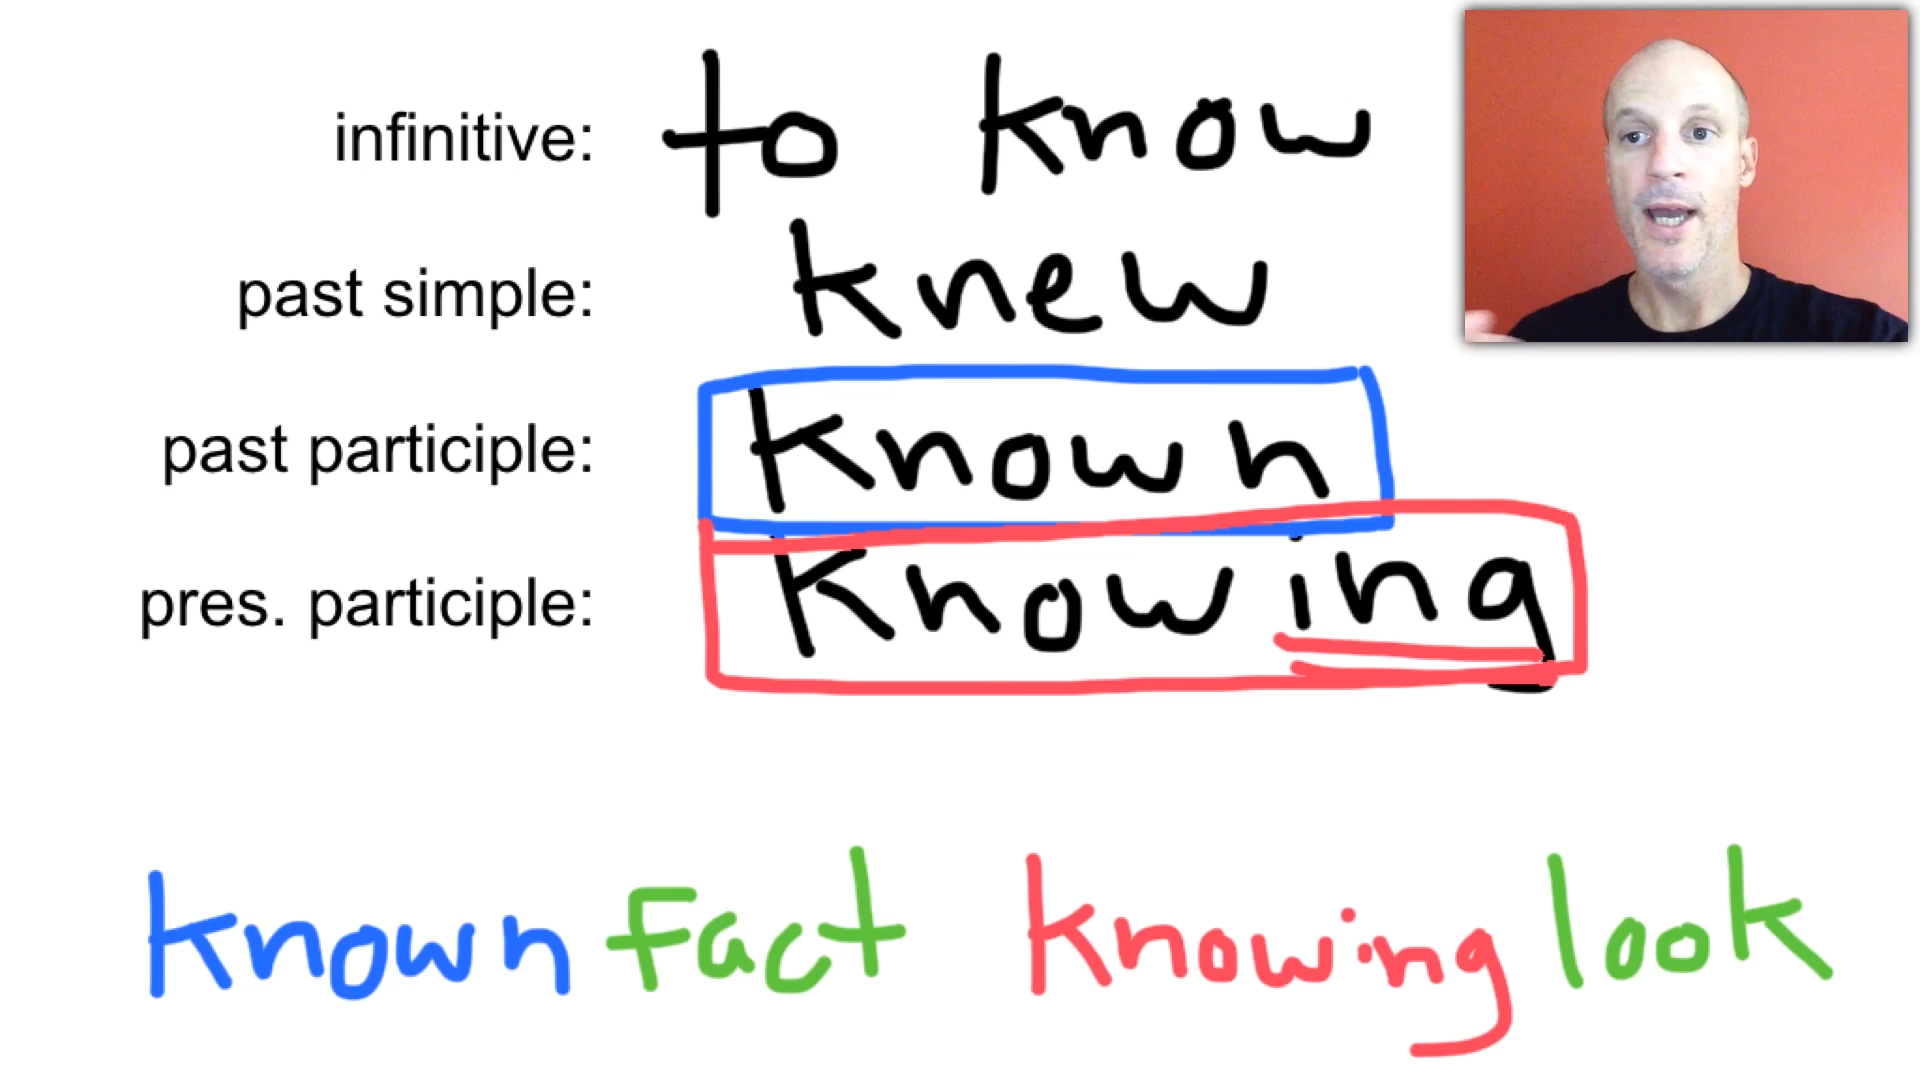 infinitive: to know
past simple: knew
past participle: known
pres. participle: knowing
known fact knowing look